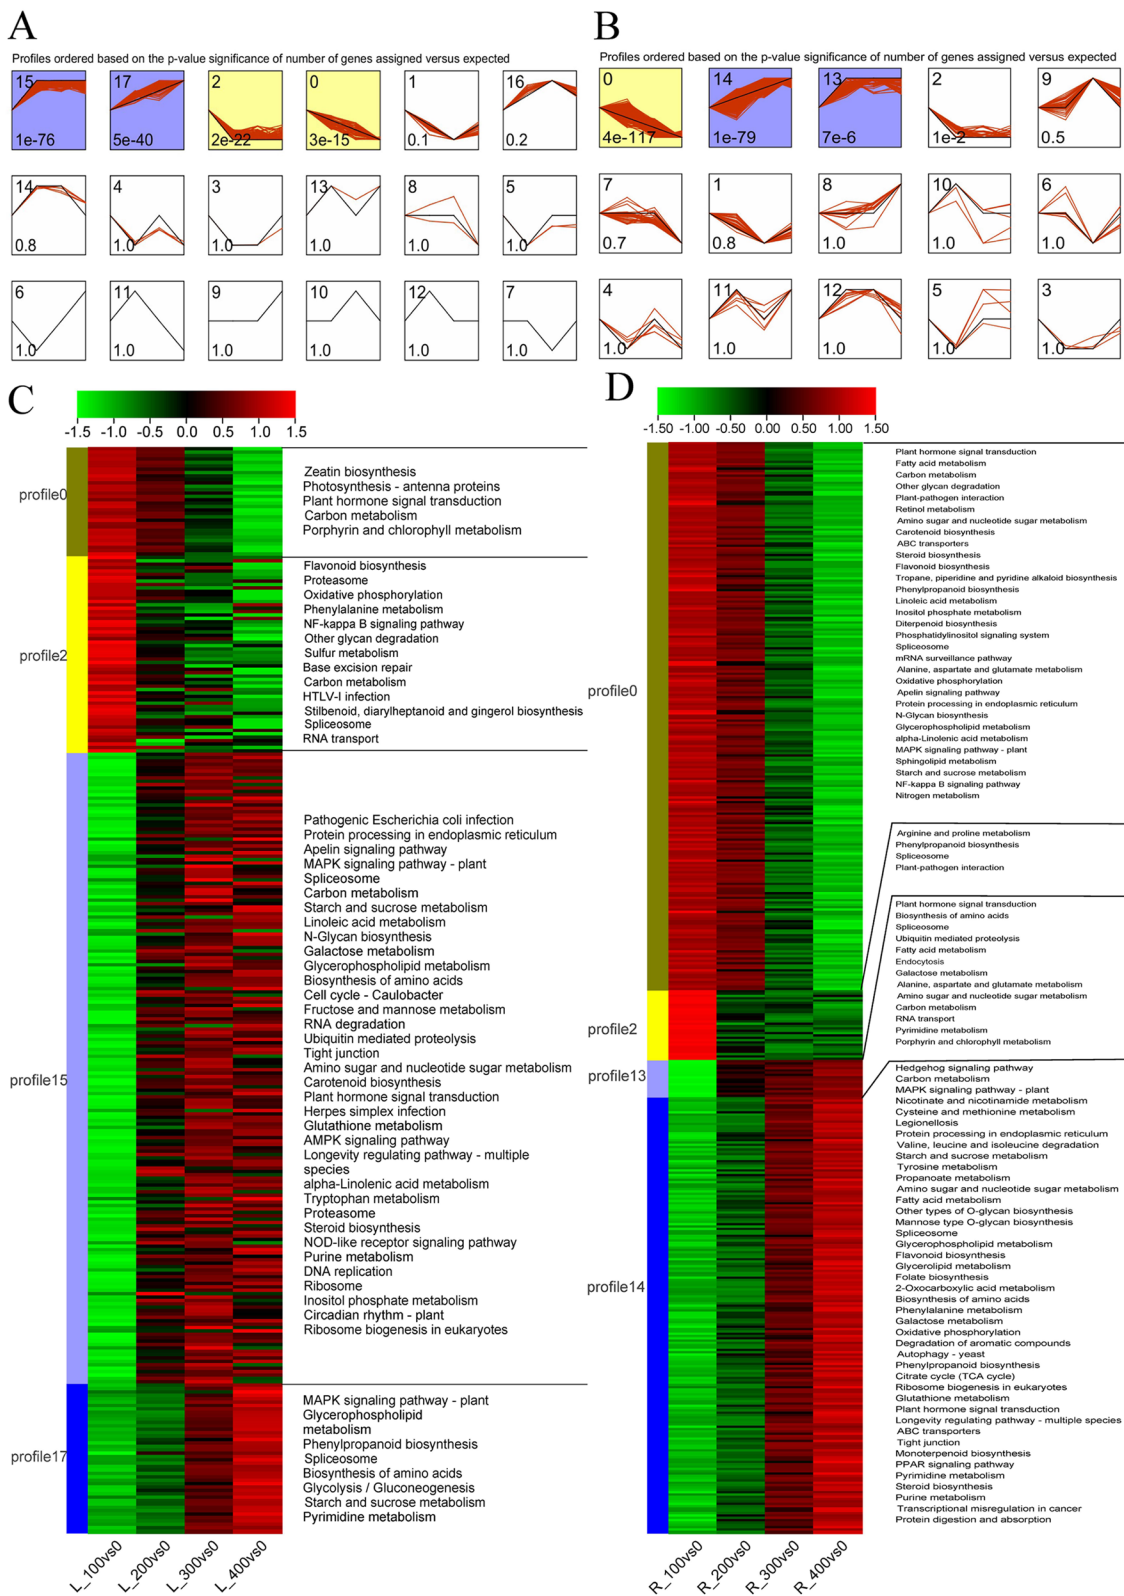 A
Profiles ordered based on the p-value significance of number of genes assigned versus expected
15
1e-76
17
5e-40
2
2e-22
0
3e-15
1
0.1
16
0.2
14
0.8
4
1.0
3
1.0
13
1.0
8
1.0
5
1.0
6
1.0
11
1.0
9
1.0
10
1.0
12
1.0
7
1.0
B
Profiles ordered based on the p-value significance of number of genes assigned versus expected
0
4e-117
14
1e-79
13
7e-6
2
1e-2
9
0.5
7
0.7
1
0.8
8
1.0
10
1.0
6
1.0
4
1.0
11
1.0
12
1.0
5
1.0
3
1.0
C
-1.5 -1.0 -0.5 0.0 0.5 1.0 1.5
profile0
Zeatin biosynthesis
Photosynthesis - antenna proteins
Plant hormone signal transduction
Carbon metabolism
Porphyrin and chlorophyll metabolism
profile2
Flavonoid biosynthesis
Proteasome
Oxidative phosphorylation
Phenylalanine metabolism
NF-kappa B signaling pathway
Other glycan degradation
Sulfur metabolism
Base excision repair
Carbon metabolism
HTLV-I infection
Stilbenoid, diarylheptanoid and gingerol biosynthesis
Spliceosome
RNA transport
profile15
Pathogenic Escherichia coli infection
Protein processing in endoplasmic reticulum
Apelin signaling pathway
MAPK signaling pathway - plant
Spliceosome
Carbon metabolism
Starch and sucrose metabolism
Linoleic acid metabolism
N-Glycan biosynthesis
Galactose metabolism
Glycerophospholipid metabolism
Biosynthesis of amino acids
Cell cycle - Caulobacter
Fructose and mannose metabolism
RNA degradation
Ubiquitin mediated proteolysis
Tight junction
Amino sugar and nucleotide sugar metabolism
Carotenoid biosynthesis
Plant hormone signal transduction
Herpes simplex infection
Glutathione metabolism
AMPK signaling pathway
Longevity regulating pathway - multiple
species
alpha-Linolenic acid metabolism
Tryptophan metabolism
Proteasome
Steroid biosynthesis
NOD-like receptor signaling pathway
Purine metabolism
DNA replication
Ribosome
Inositol phosphate metabolism
Circadian rhythm - plant
Ribosome biogenesis in eukaryotes
profile17
MAPK signaling pathway - plant
Glycerophospholipid
metabolism
Phenylpropanoid biosynthesis
Spliceosome
Biosynthesis of amino acids
Glycolysis / Gluconeogenesis
Starch and sucrose metabolism
Pyrimidine metabolism
L_100vs0
L_200vs0
L_300vs0
L_400vs0
D
-1.50 -1.00 -0.50 0.00 0.50 1.00 1.50
profile0
Plant hormone signal transduction
Fatty acid metabolism
Carbon metabolism
Other glycan degradation
Plant-pathogen interaction
Retinol metabolism
Amino sugar and nucleotide sugar metabolism
Carotenoid biosynthesis
ABC transporters
Steroid biosynthesis
Flavonoid biosynthesis
Tropane, piperidine and pyridine alkaloid biosynthesis
Phenylpropanoid biosynthesis
Linoleic acid metabolism
Inositol phosphate metabolism
Diterpenoid biosynthesis
Phosphatidylinositol signaling system
Spliceosome
mRNA surveillance pathway
Alanine, aspartate and glutamate metabolism
Oxidative phosphorylation
Apelin signaling pathway
Protein processing in endoplasmic reticulum
N-Glycan biosynthesis
Glycerophospholipid metabolism
alpha-Linolenic acid metabolism
MAPK signaling pathway - plant
Sphingolipid metabolism
Starch and sucrose metabolism
NF-kappa B signaling pathway
Nitrogen metabolism
profile2
Arginine and proline metabolism
Phenylpropanoid biosynthesis
Spliceosome
Plant-pathogen interaction
profile13
Plant hormone signal transduction
Biosynthesis of amino acids
Spliceosome
Ubiquitin mediated proteolysis
Fatty acid metabolism
Endocytosis
Galactose metabolism
Alanine, aspartate and glutamate metabolism
Amino sugar and nucleotide sugar metabolism
Carbon metabolism
RNA transport
Pyrimidine metabolism
Porphyrin and chlorophyll metabolism
profile14
Hedgehog signaling pathway
Carbon metabolism
MAPK signaling pathway - plant
Nicotinate and nicotinamide metabolism
Cysteine and methionine metabolism
Legionellosis
Protein processing in endoplasmic reticulum
Valine, leucine and isoleucine degradation
Starch and sucrose metabolism
Tyrosine metabolism
Propanoate metabolism
Amino sugar and nucleotide sugar metabolism
Fatty acid metabolism
Other types of O-glycan biosynthesis
Mannose type O-glycan biosynthesis
Spliceosome
Glycerophospholipid metabolism
Flavonoid biosynthesis
Glycerolipid metabolism
Folate biosynthesis
2-Oxocarboxylic acid metabolism
Biosynthesis of amino acids
Phenylalanine metabolism
Galactose metabolism
Oxidative phosphorylation
Degradation of aromatic compounds
Autophagy - yeast
Phenylpropanoid biosynthesis
Citrate cycle (TCA cycle)
Ribosome biogenesis in eukaryotes
Glutathione metabolism
Plant hormone signal transduction
Longevity regulating pathway - multiple species
ABC transporters
Tight junction
Monoterpenoid biosynthesis
PPAR signaling pathway
Pyrimidine metabolism
Steroid biosynthesis
Purine metabolism
Transcriptional misregulation in cancer
Protein digestion and absorption
R_100vs0
R_200vs0
R_300vs0
R_400vs0